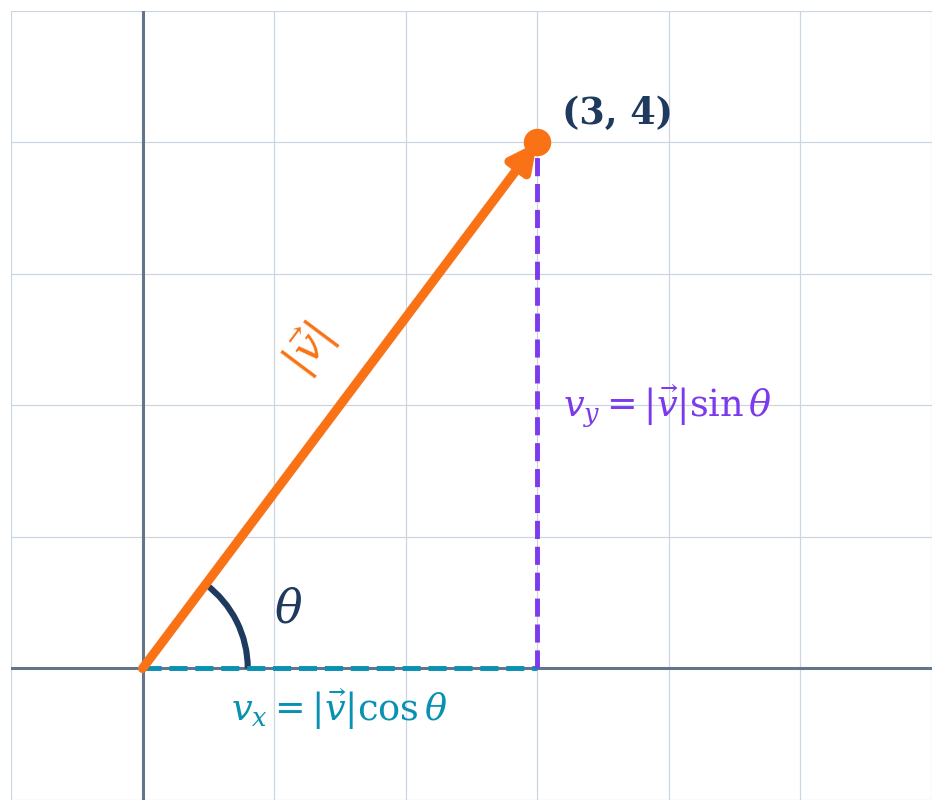 (3, 4)
|v⃗|
v_y = |v⃗| sin θ
θ
v_x = |v⃗| cos θ